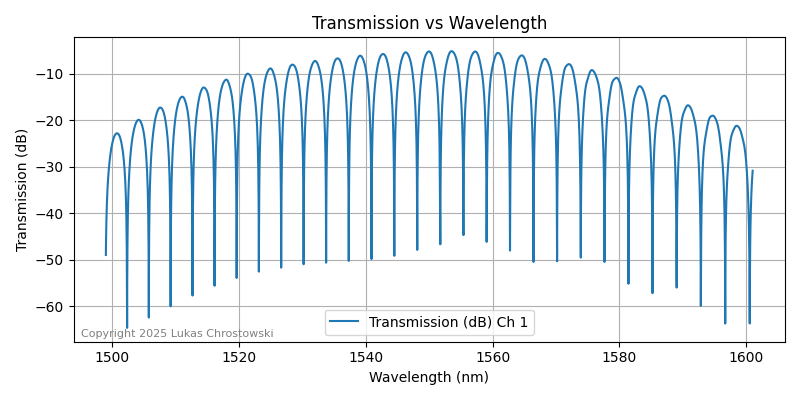 Transmission vs Wavelength
Transmission (dB)
−10
−20
−30
−40
−50
−60
Transmission (dB) Ch 1
Copyright 2025 Lukas Chrostowski
1500 1520 1540 1560 1580 1600
Wavelength (nm)